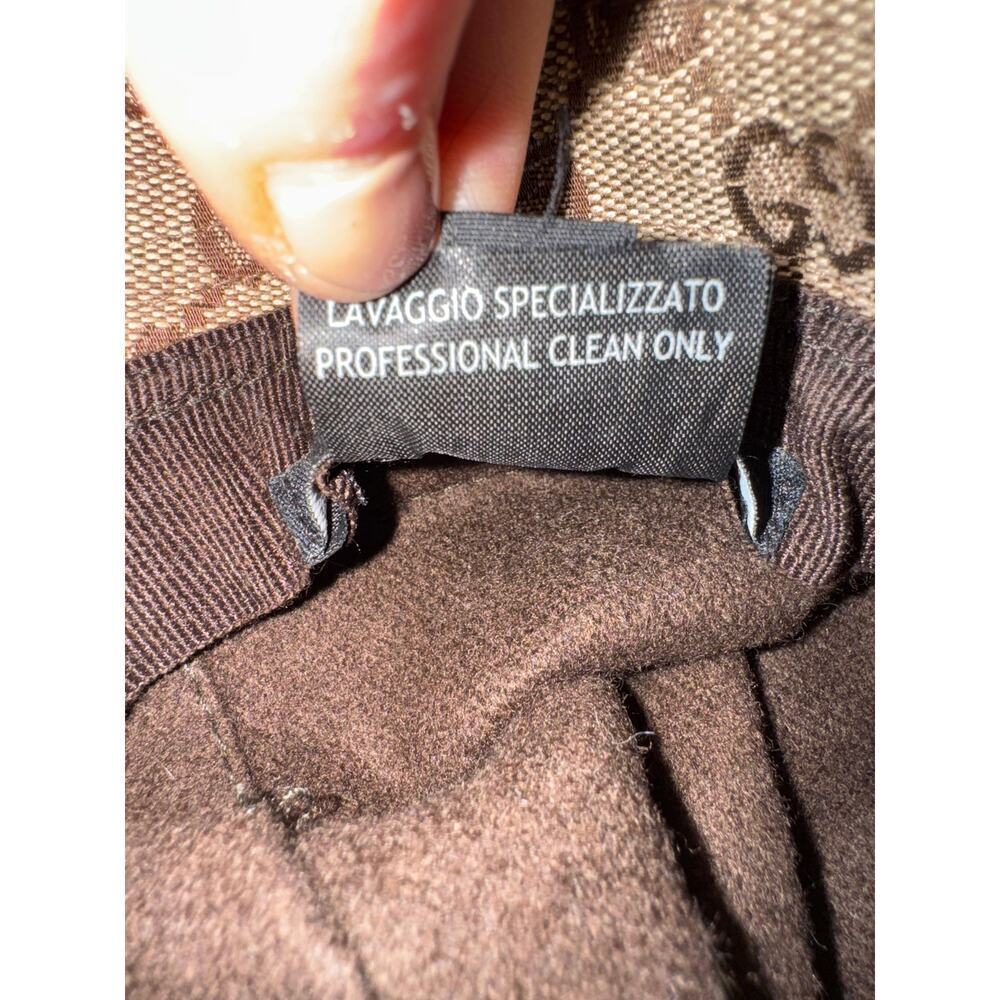 LAVAGGIO SPECIALIZZATO
PROFESSIONAL CLEAN ONLY